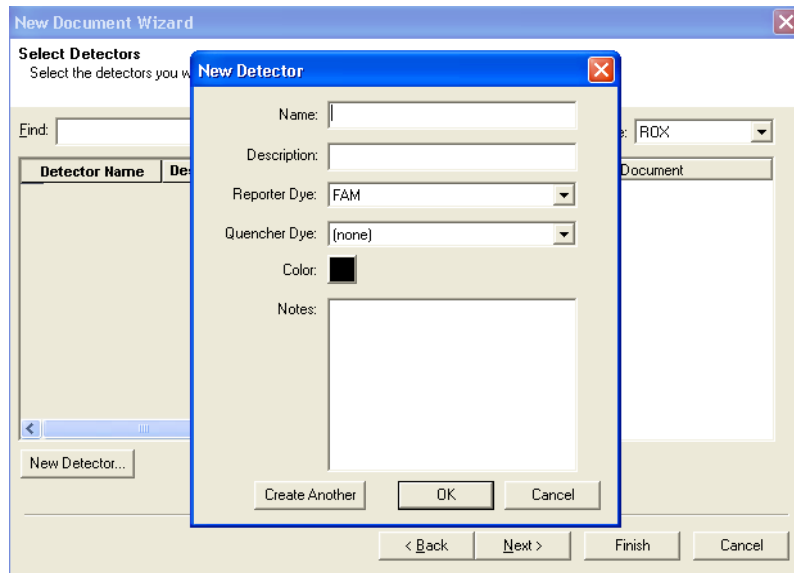 New Document Wizard
Select Detectors
Select the detectors you w
New Detector
Name:
Find:
e: ROX
Description:
Detector Name
Des
Document
Reporter Dye: FAM
Quencher Dye: (none)
Color:
Notes:
New Detector...
Create Another OK Cancel
< Back Next > Finish Cancel